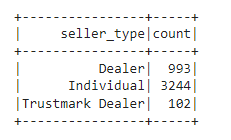 +----------------+-----+
|     seller_type|count|
+----------------+-----+
|          Dealer|  993|
|      Individual| 3244|
|Trustmark Dealer|  102|
+----------------+-----+